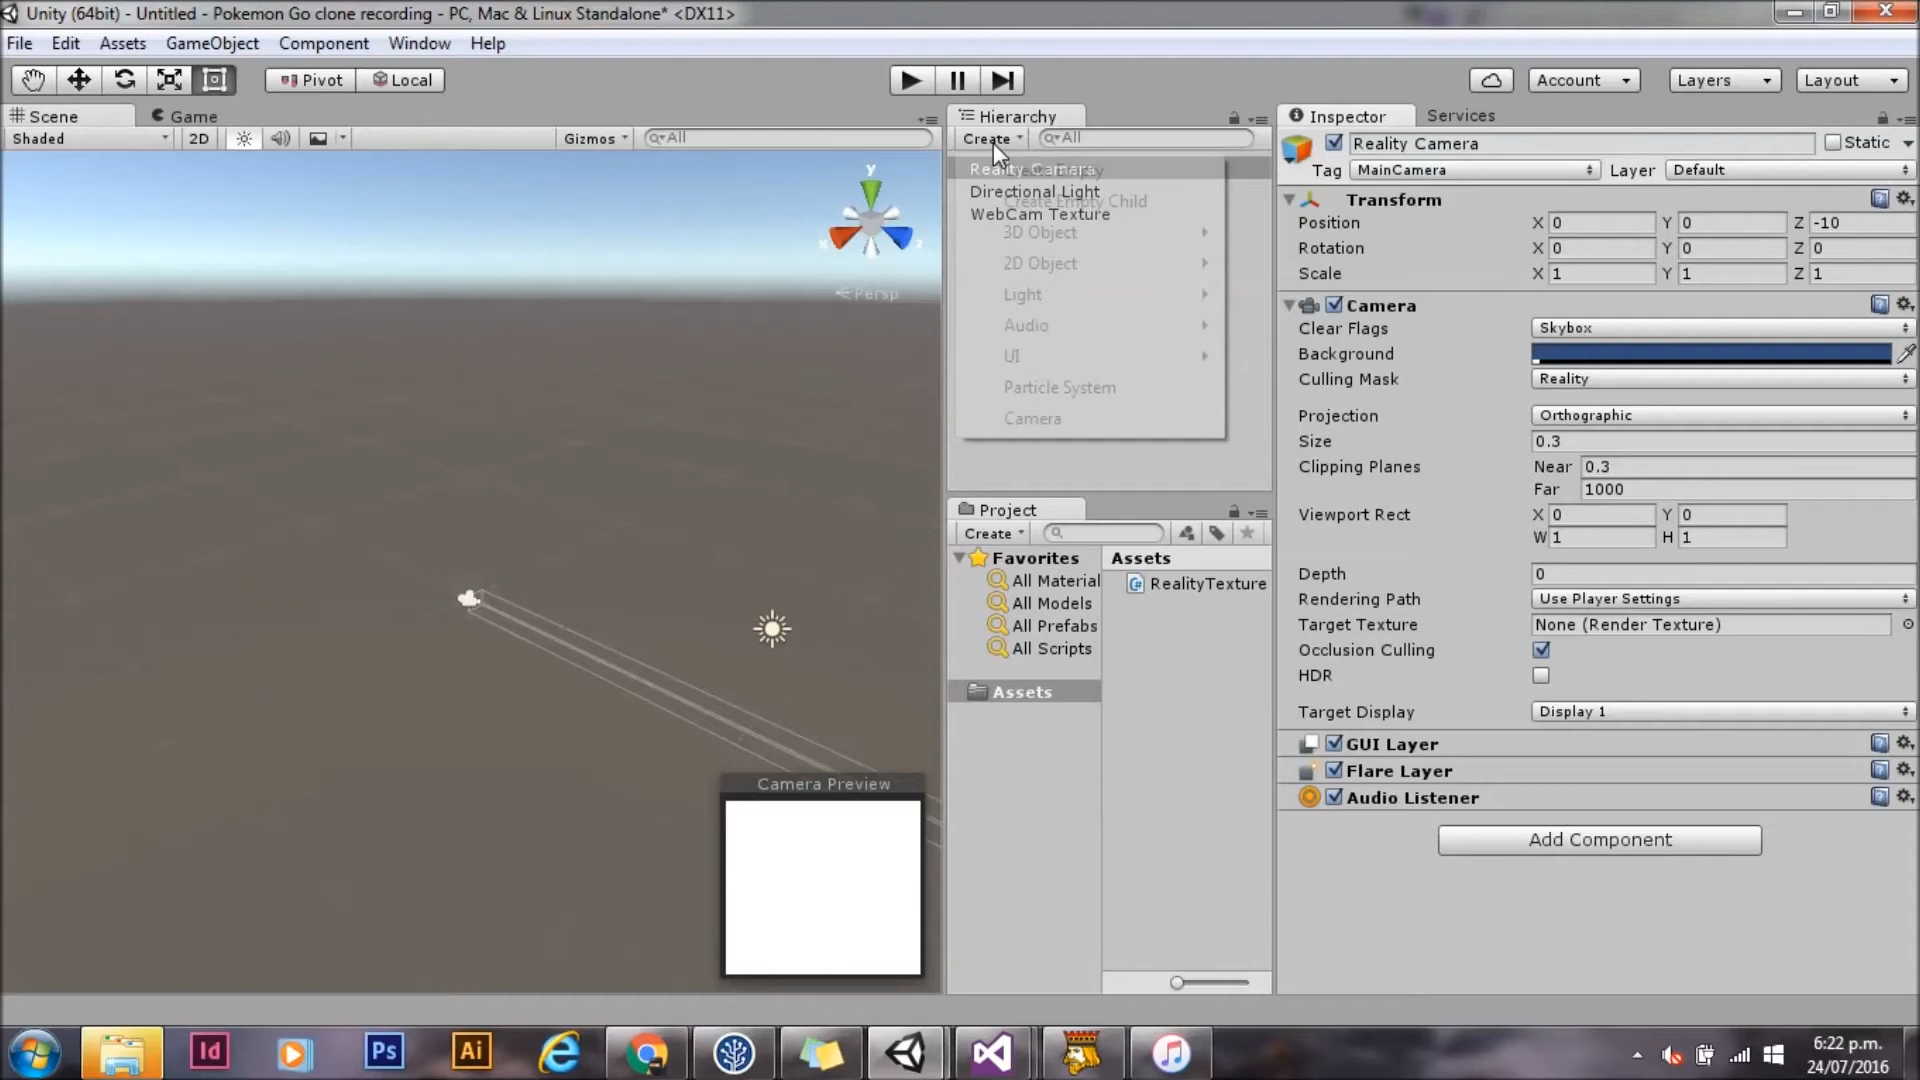 Unity (64bit) - Untitled - Pokemon Go clone recording - PC, Mac & Linux Standalone* <DX11>
File Edit Assets GameObject Component Window Help
Pivot Local Account Layers Layout
Scene Game Hierarchy Inspector Services
Shaded 2D Gizmos All Create All
Reality Camera Static
Tag MainCamera Layer Default
Reality Camera
Create Empty
Directional Light
Create Empty Child
WebCam Texture
3D Object
2D Object
Light
Audio
UI
Particle System
Camera
y
x z
Persp
Transform
Position X 0 Y 0 Z -10
Rotation X 0 Y 0 Z 0
Scale X 1 Y 1 Z 1
Camera
Clear Flags Skybox
Background
Culling Mask Reality
Projection Orthographic
Size 0.3
Clipping Planes Near 0.3
Far 1000
Viewport Rect X 0 Y 0
W 1 H 1
Depth 0
Rendering Path Use Player Settings
Target Texture None (Render Texture)
Occlusion Culling
HDR
Target Display Display 1
GUI Layer
Flare Layer
Audio Listener
Add Component
Project
Create
Favorites Assets
All Material RealityTexture
All Models
All Prefabs
All Scripts
Assets
Camera Preview
Id Ps Ai
6:22 p.m.
24/07/2016